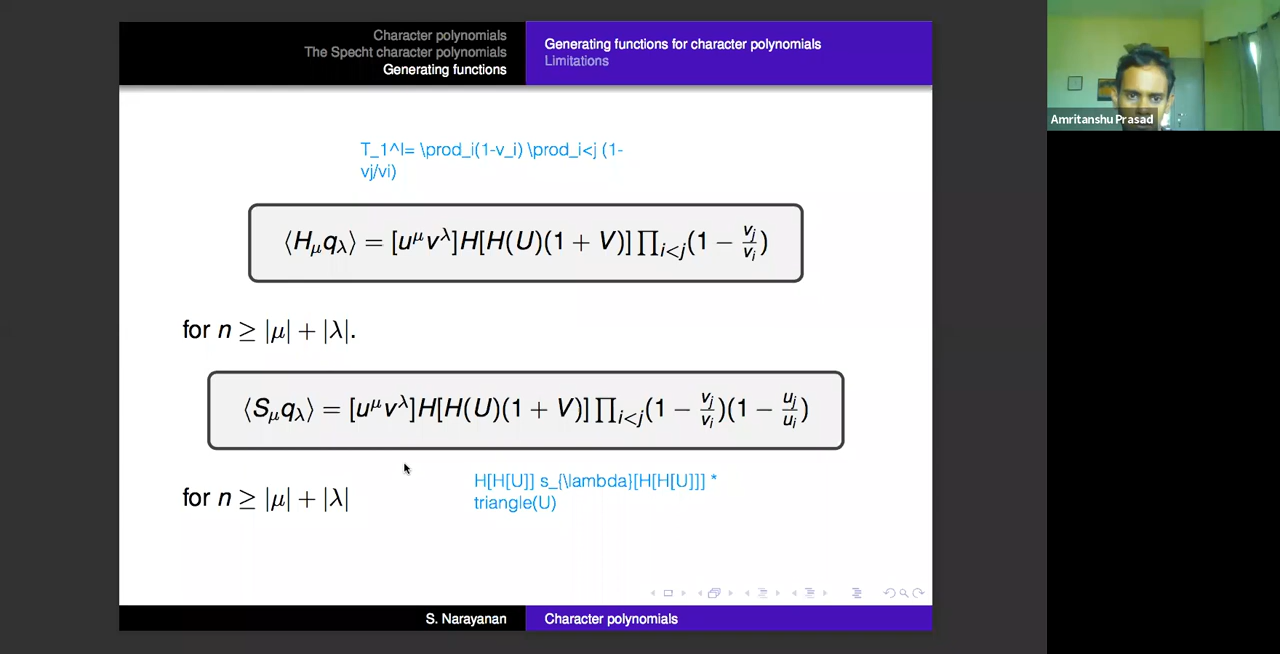 Character polynomials
The Specht character polynomials
Generating functions
Generating functions for character polynomials
Limitations
Amritanshu Prasad
T_1^l= \prod_i(1-v_i) \prod_i<j (1-
vj/vi)
⟨H_μ q_λ⟩ = [u^μ v^λ]H[H(U)(1 + V)] ∏_{i<j}(1 − v_j/v_i)
for n ≥ |μ| + |λ|.
⟨S_μ q_λ⟩ = [u^μ v^λ]H[H(U)(1 + V)] ∏_{i<j}(1 − v_j/v_i)(1 − u_j/u_i)
for n ≥ |μ| + |λ|
H[H[U]] s_{\lambda}[H[H[U]]] *
triangle(U)
S. Narayanan
Character polynomials